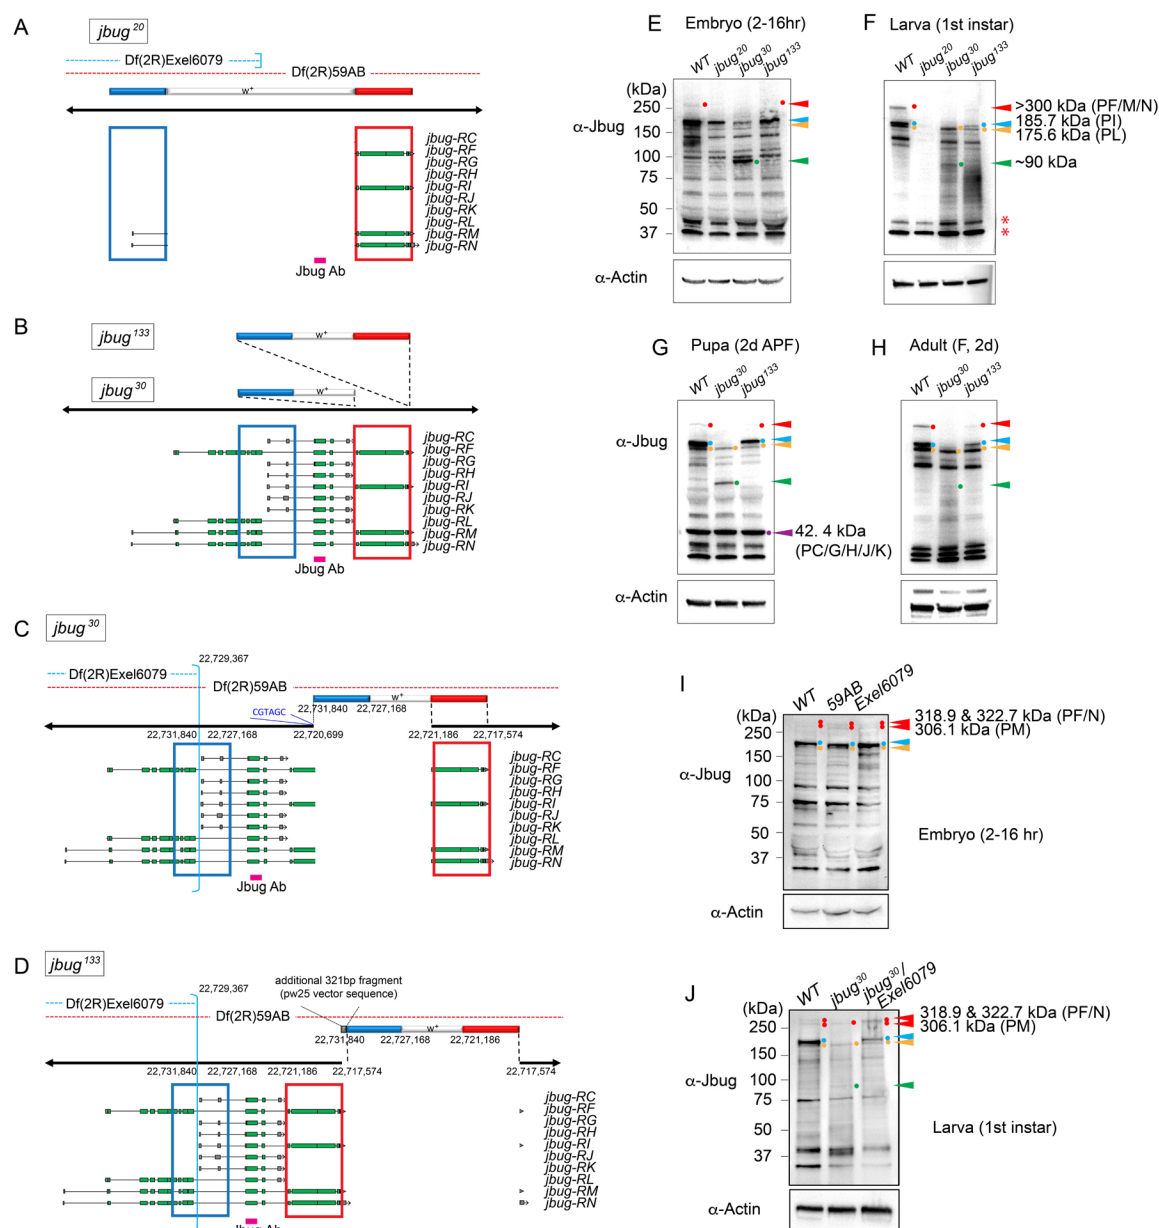 A
jbug20
Df(2R)Exel6079
Df(2R)59AB
w+
jbug-RC
jbug-RF
jbug-RG
jbug-RH
jbug-RI
jbug-RJ
jbug-RK
jbug-RL
jbug-RM
jbug-RN
Jbug Ab
B
jbug133
w+
jbug30
w+
jbug-RC
jbug-RF
jbug-RG
jbug-RH
jbug-RI
jbug-RJ
jbug-RK
jbug-RL
jbug-RM
jbug-RN
Jbug Ab
C
jbug30
22,729,367
Df(2R)Exel6079
Df(2R)59AB
w+
CGTAGC
22,731,840 22,727,168
22,731,840 22,727,168 22,720,699 22,721,186 22,717,574
jbug-RC
jbug-RF
jbug-RG
jbug-RH
jbug-RI
jbug-RJ
jbug-RK
jbug-RL
jbug-RM
jbug-RN
Jbug Ab
D
jbug133
22,729,367
additional 321bp fragment
(pw25 vector sequence)
Df(2R)Exel6079
Df(2R)59AB
w+
22,731,840 22,727,168 22,721,186
22,731,840 22,727,168 22,721,186 22,717,574 22,717,574
jbug-RC
jbug-RF
jbug-RG
jbug-RH
jbug-RI
jbug-RJ
jbug-RK
jbug-RL
jbug-RM
jbug-RN
Jbug Ab
E Embryo (2-16hr)
WT jbug20 jbug30 jbug133
(kDa)
250
150
100
75
50
37
α-Jbug
α-Actin
F Larva (1st instar)
WT jbug20 jbug30 jbug133
>300 kDa (PF/M/N)
185.7 kDa (PI)
175.6 kDa (PL)
~90 kDa
*
*
G Pupa (2d APF)
WT jbug30 jbug133
α-Jbug
42. 4 kDa
(PC/G/H/J/K)
α-Actin
H Adult (F, 2d)
WT jbug30 jbug133
I
WT 59AB Exel6079
(kDa)
250
150
100
75
50
37
α-Jbug
318.9 & 322.7 kDa (PF/N)
306.1 kDa (PM)
Embryo (2-16 hr)
α-Actin
J
WT jbug30 jbug30/
Exel6079
(kDa)
250
150
100
75
50
37
α-Jbug
318.9 & 322.7 kDa (PF/N)
306.1 kDa (PM)
Larva (1st instar)
α-Actin